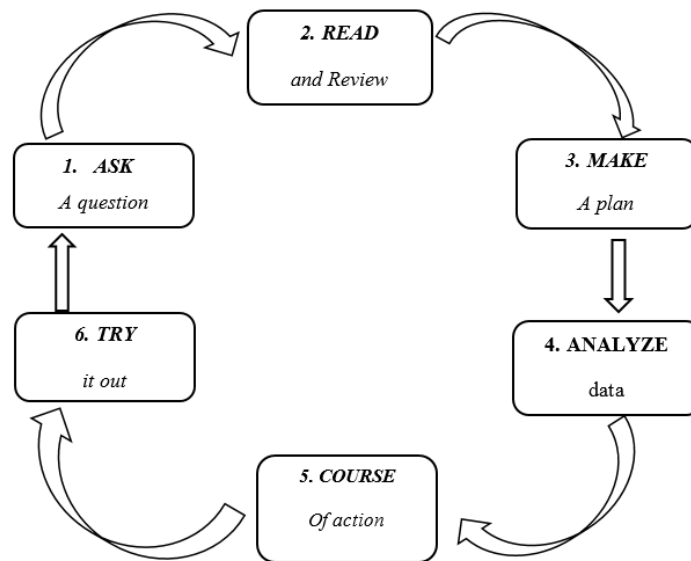 1. ASK
A question
2. READ
and Review
3. MAKE
A plan
4. ANALYZE
data
5. COURSE
Of action
6. TRY
it out